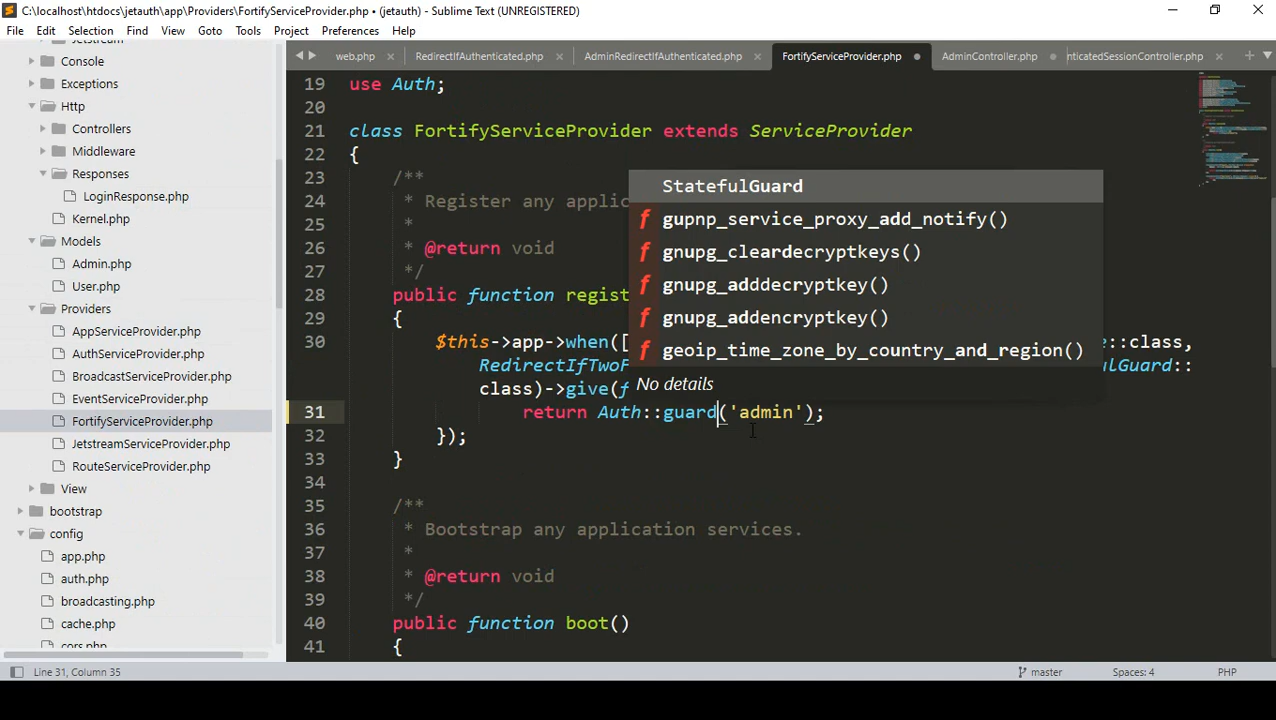 C:\localhost\htdocs\jetauth\app\Providers\FortifyServiceProvider.php • (jetauth) - Sublime Text (UNREGISTERED)
File Edit Selection Find View Goto Tools Project Preferences Help
web.php RedirectIfAuthenticated.php AdminRedirectIfAuthenticated.php FortifyServiceProvider.php AdminController.php nticatedSessionController.php
Console
Exceptions
Http
Controllers
Middleware
Responses
LoginResponse.php
Kernel.php
Models
Admin.php
User.php
Providers
AppServiceProvider.php
AuthServiceProvider.php
BroadcastServiceProvider.php
EventServiceProvider.php
FortifyServiceProvider.php
JetstreamServiceProvider.php
RouteServiceProvider.php
View
bootstrap
config
app.php
auth.php
broadcasting.php
cache.php
cors.php
19 use Auth;
20
21 class FortifyServiceProvider extends ServiceProvider
22 {
23 /**
24 * Register any applic
25 *
26 * @return void
27 */
28 public function regist
29 {
30 $this->app->when([ e::class,
RedirectIfTwoF lGuard::
class)->give(f
31 return Auth::guard('admin');
32 });
33 }
34
35 /**
36 * Bootstrap any application services.
37 *
38 * @return void
39 */
40 public function boot()
41 {
StatefulGuard
f gupnp_service_proxy_add_notify()
f gnupg_cleardecryptkeys()
f gnupg_adddecryptkey()
f gnupg_addencryptkey()
f geoip_time_zone_by_country_and_region()
No details
Line 31, Column 35 master Spaces: 4 PHP